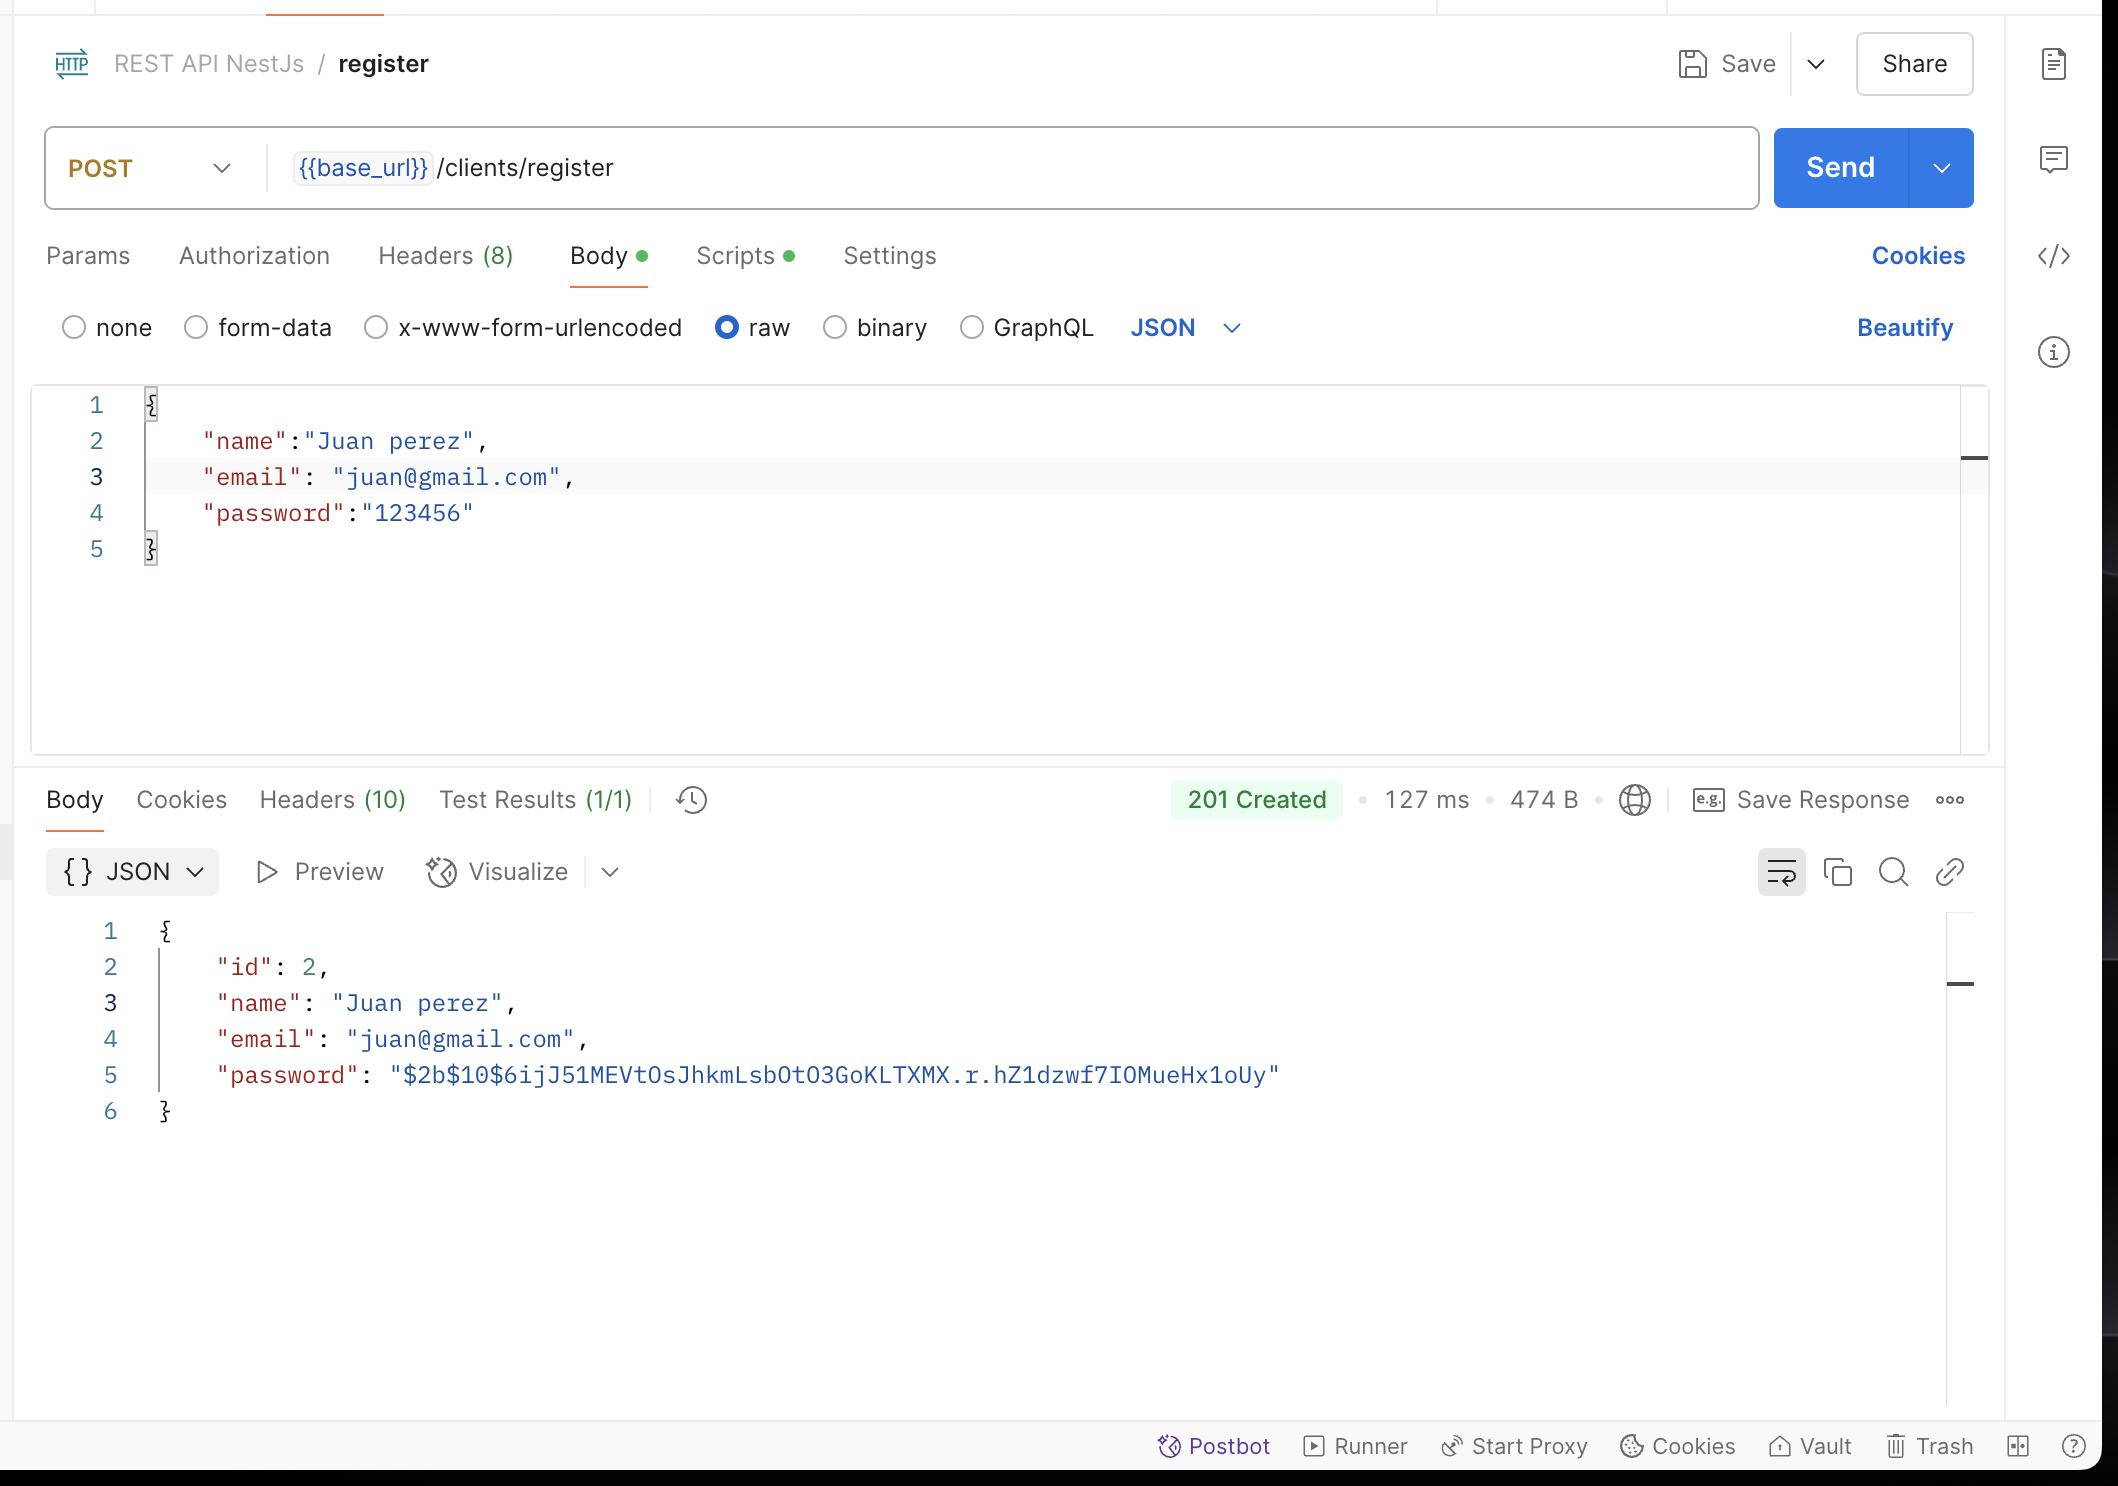 HTTP REST API NestJs / register Save Share
POST {{base_url}} /clients/register Send
Params Authorization Headers (8) Body Scripts Settings Cookies
none form-data x-www-form-urlencoded raw binary GraphQL JSON Beautify
1 {
2 "name":"Juan perez",
3 "email": "juan@gmail.com",
4 "password":"123456"
5 }
Body Cookies Headers (10) Test Results (1/1) 201 Created 127 ms 474 B e.g. Save Response
{} JSON Preview Visualize
1 {
2 "id": 2,
3 "name": "Juan perez",
4 "email": "juan@gmail.com",
5 "password": "$2b$10$6ijJ51MEVtOsJhkmLsbOtO3GoKLTXMX.r.hZ1dzwf7IOMueHx1oUy"
6 }
Postbot Runner Start Proxy Cookies Vault Trash